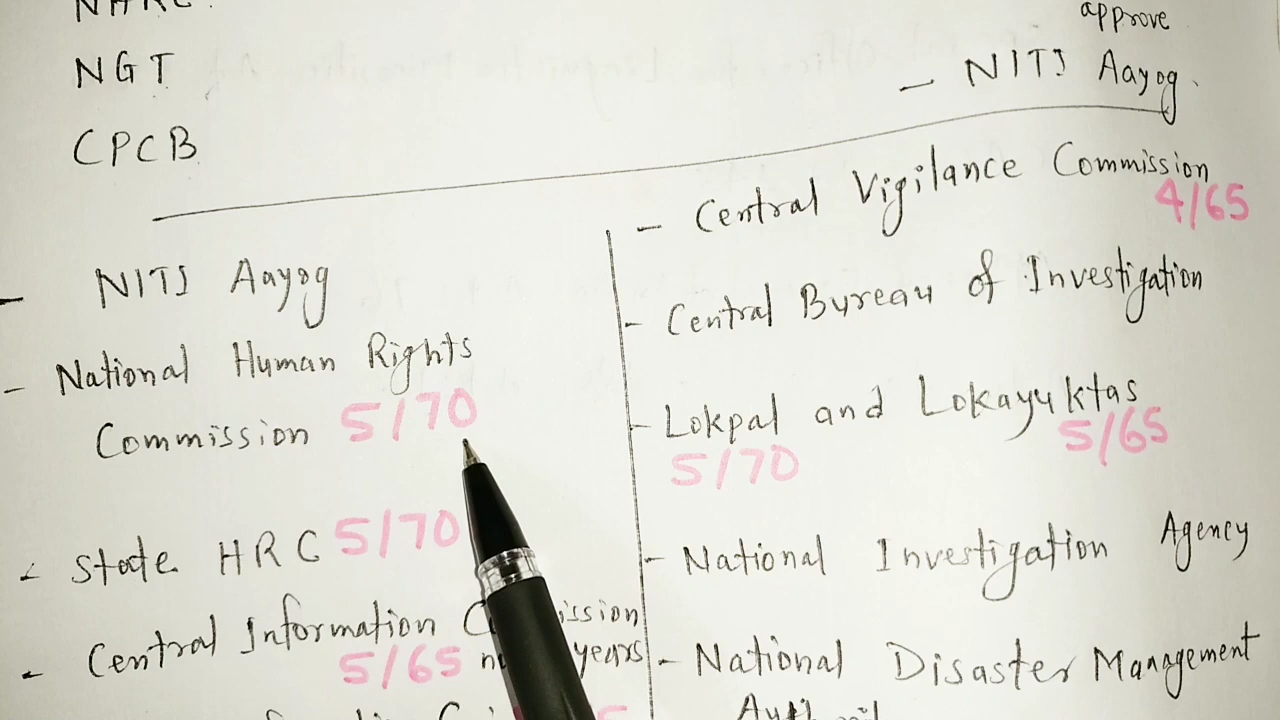 approve
NGT
- NITI Aayog.
CPCB
- NITI Aayog
- National Human Rights
Commission 5/70
- State HRC 5/70
- Central Information
5/65 years
- Central Vigilance Commission
4/65
- Central Bureau of Investigation
- Lokpal and Lokayuktas
5/70 5/65
- National Investigation Agency
- National Disaster Management